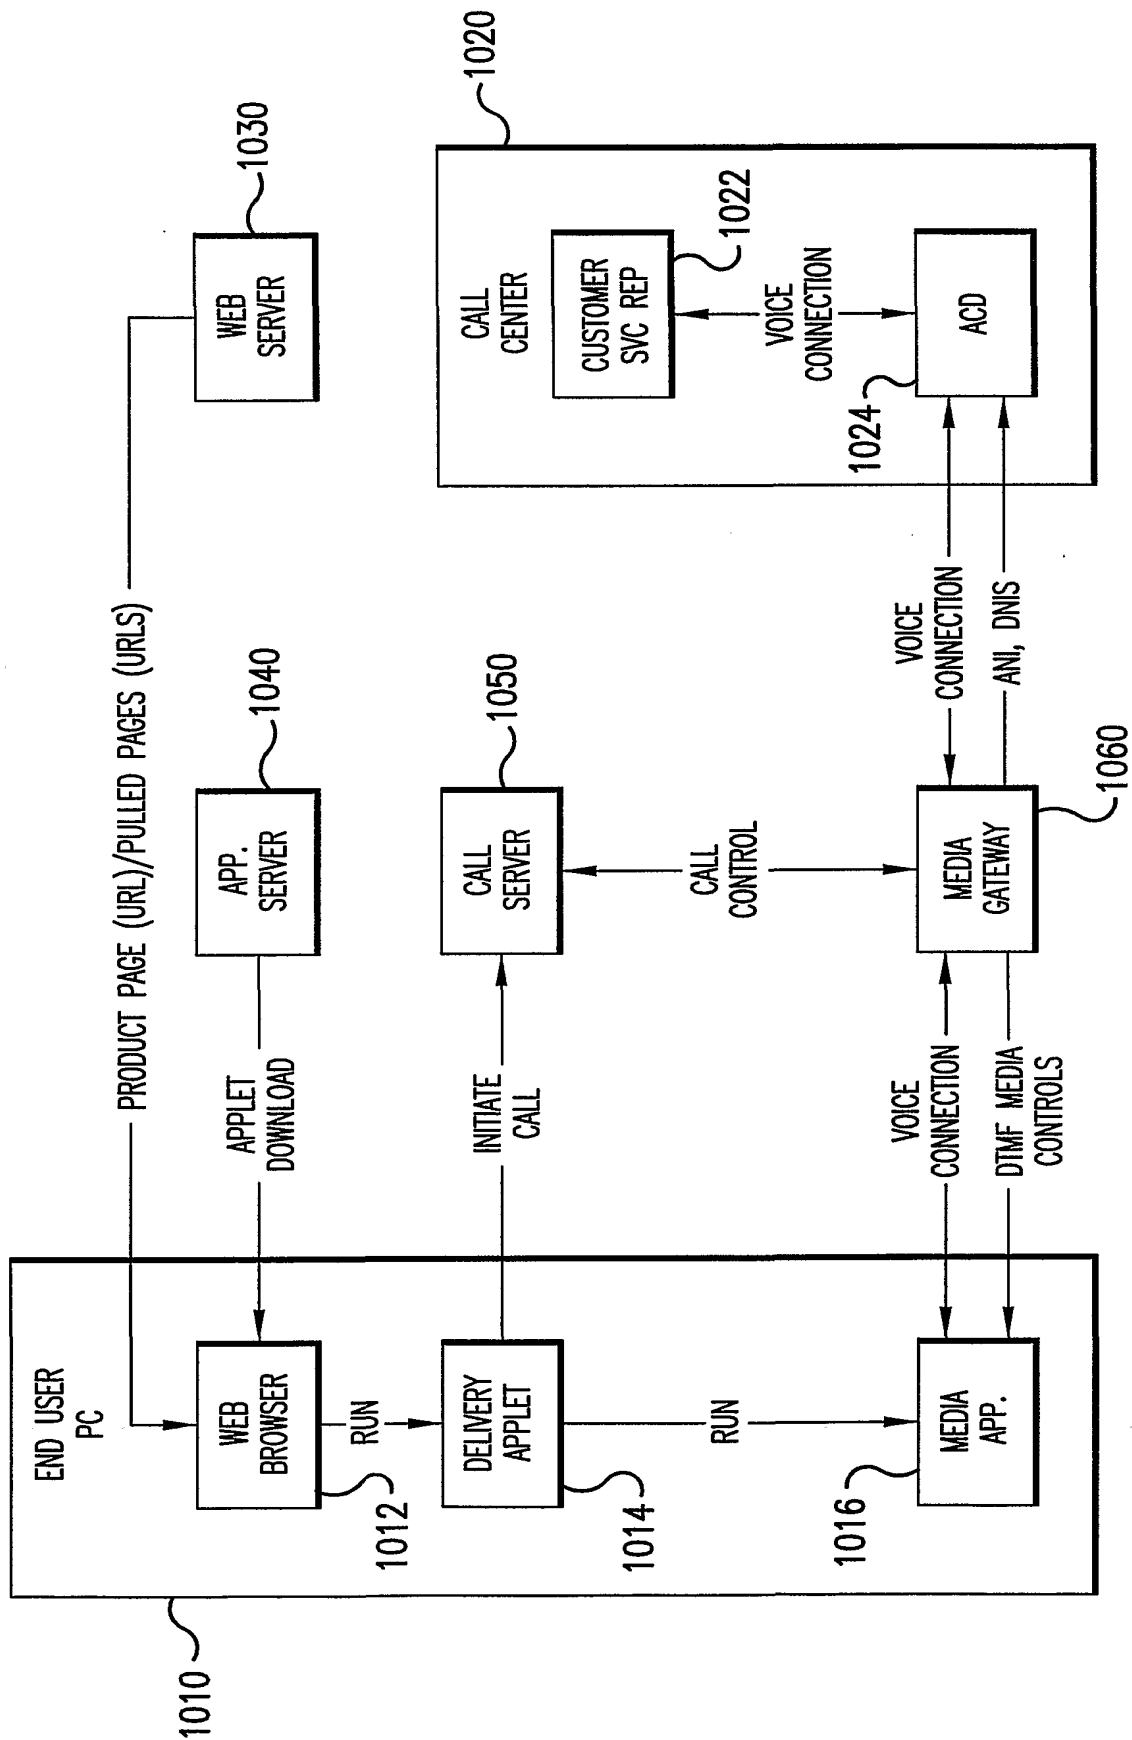 1010
END USER
PC
WEB
BROWSER
1012
RUN
DELIVERY
APPLET
1014
RUN
MEDIA
APP.
1016
PRODUCT PAGE (URL)/PULLED PAGES (URLS)
APPLET
DOWNLOAD
INITIATE
CALL
VOICE
CONNECTION
DTMF MEDIA
CONTROLS
APP.
SERVER
1040
CALL
SERVER
1050
CALL
CONTROL
MEDIA
GATEWAY
1060
VOICE
CONNECTION
ANI, DNIS
WEB
SERVER
1030
1020
CALL
CENTER
CUSTOMER
SVC REP
1022
VOICE
CONNECTION
ACD
1024